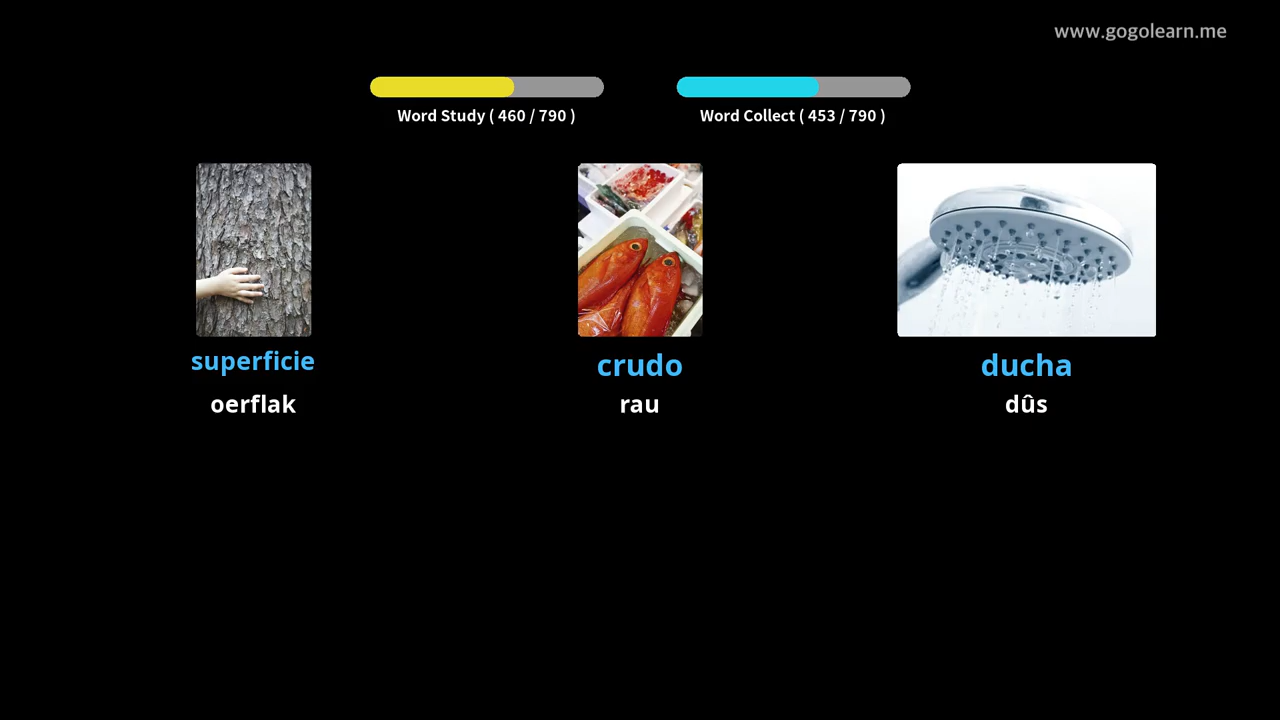 www.gogolearn.me
Word Study ( 460 / 790 )
Word Collect ( 453 / 790 )
superficie
oerflak
crudo
rau
ducha
dûs